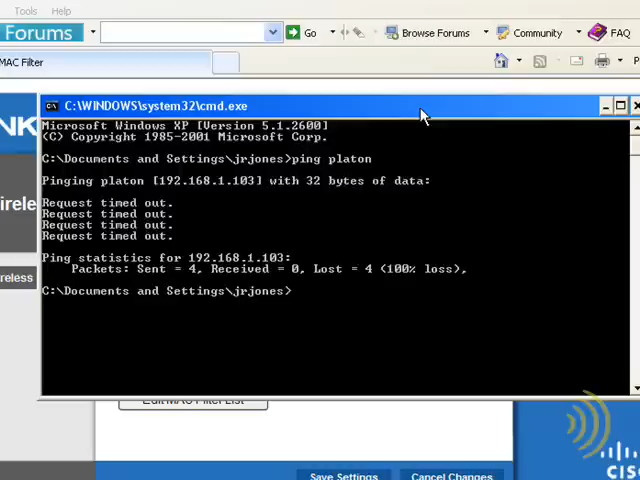 Tools Help
Forums Go Browse Forums Community FAQ
MAC Filter
C:\WINDOWS\system32\cmd.exe
Microsoft Windows XP [Version 5.1.2600]
(C) Copyright 1985-2001 Microsoft Corp.
C:\Documents and Settings\jrjones>ping platon
Pinging platon [192.168.1.103] with 32 bytes of data:
Request timed out.
Request timed out.
Request timed out.
Request timed out.
Ping statistics for 192.168.1.103:
Packets: Sent = 4, Received = 0, Lost = 4 (100% loss),
C:\Documents and Settings\jrjones>
NK
irele
ireless
Edit MAC Filter List
Save Settings Cancel Changes
CISC